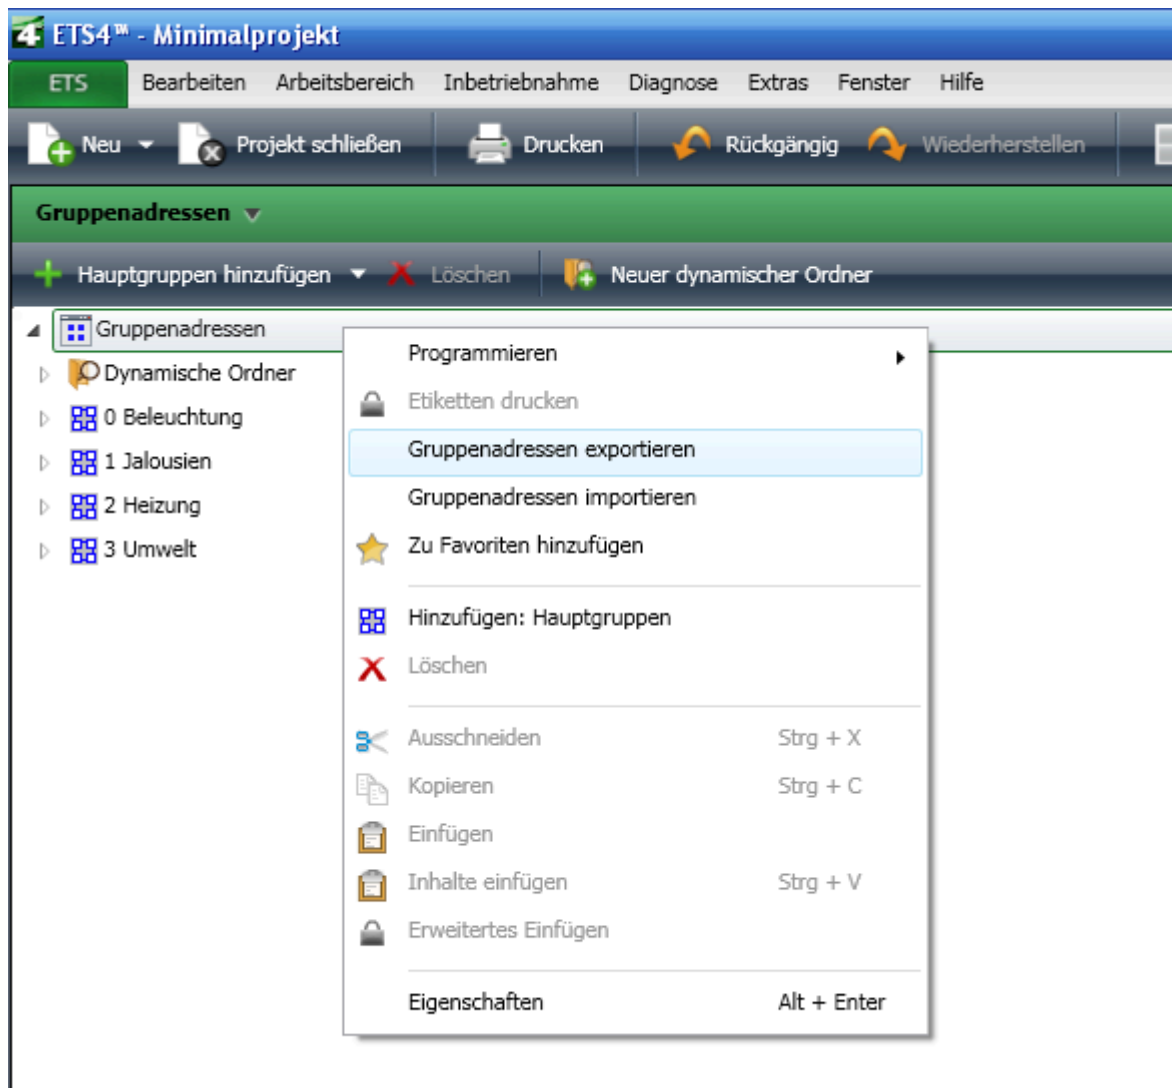 4 ETS4™ - Minimalprojekt
ETS Bearbeiten Arbeitsbereich Inbetriebnahme Diagnose Extras Fenster Hilfe
Neu Projekt schließen Drucken Rückgängig Wiederherstellen
Gruppenadressen
Hauptgruppen hinzufügen Löschen Neuer dynamischer Ordner
Gruppenadressen
Dynamische Ordner
0 Beleuchtung
1 Jalousien
2 Heizung
3 Umwelt
Programmieren
Etiketten drucken
Gruppenadressen exportieren
Gruppenadressen importieren
Zu Favoriten hinzufügen
Hinzufügen: Hauptgruppen
Löschen
Ausschneiden Strg + X
Kopieren Strg + C
Einfügen
Inhalte einfügen Strg + V
Erweitertes Einfügen
Eigenschaften Alt + Enter